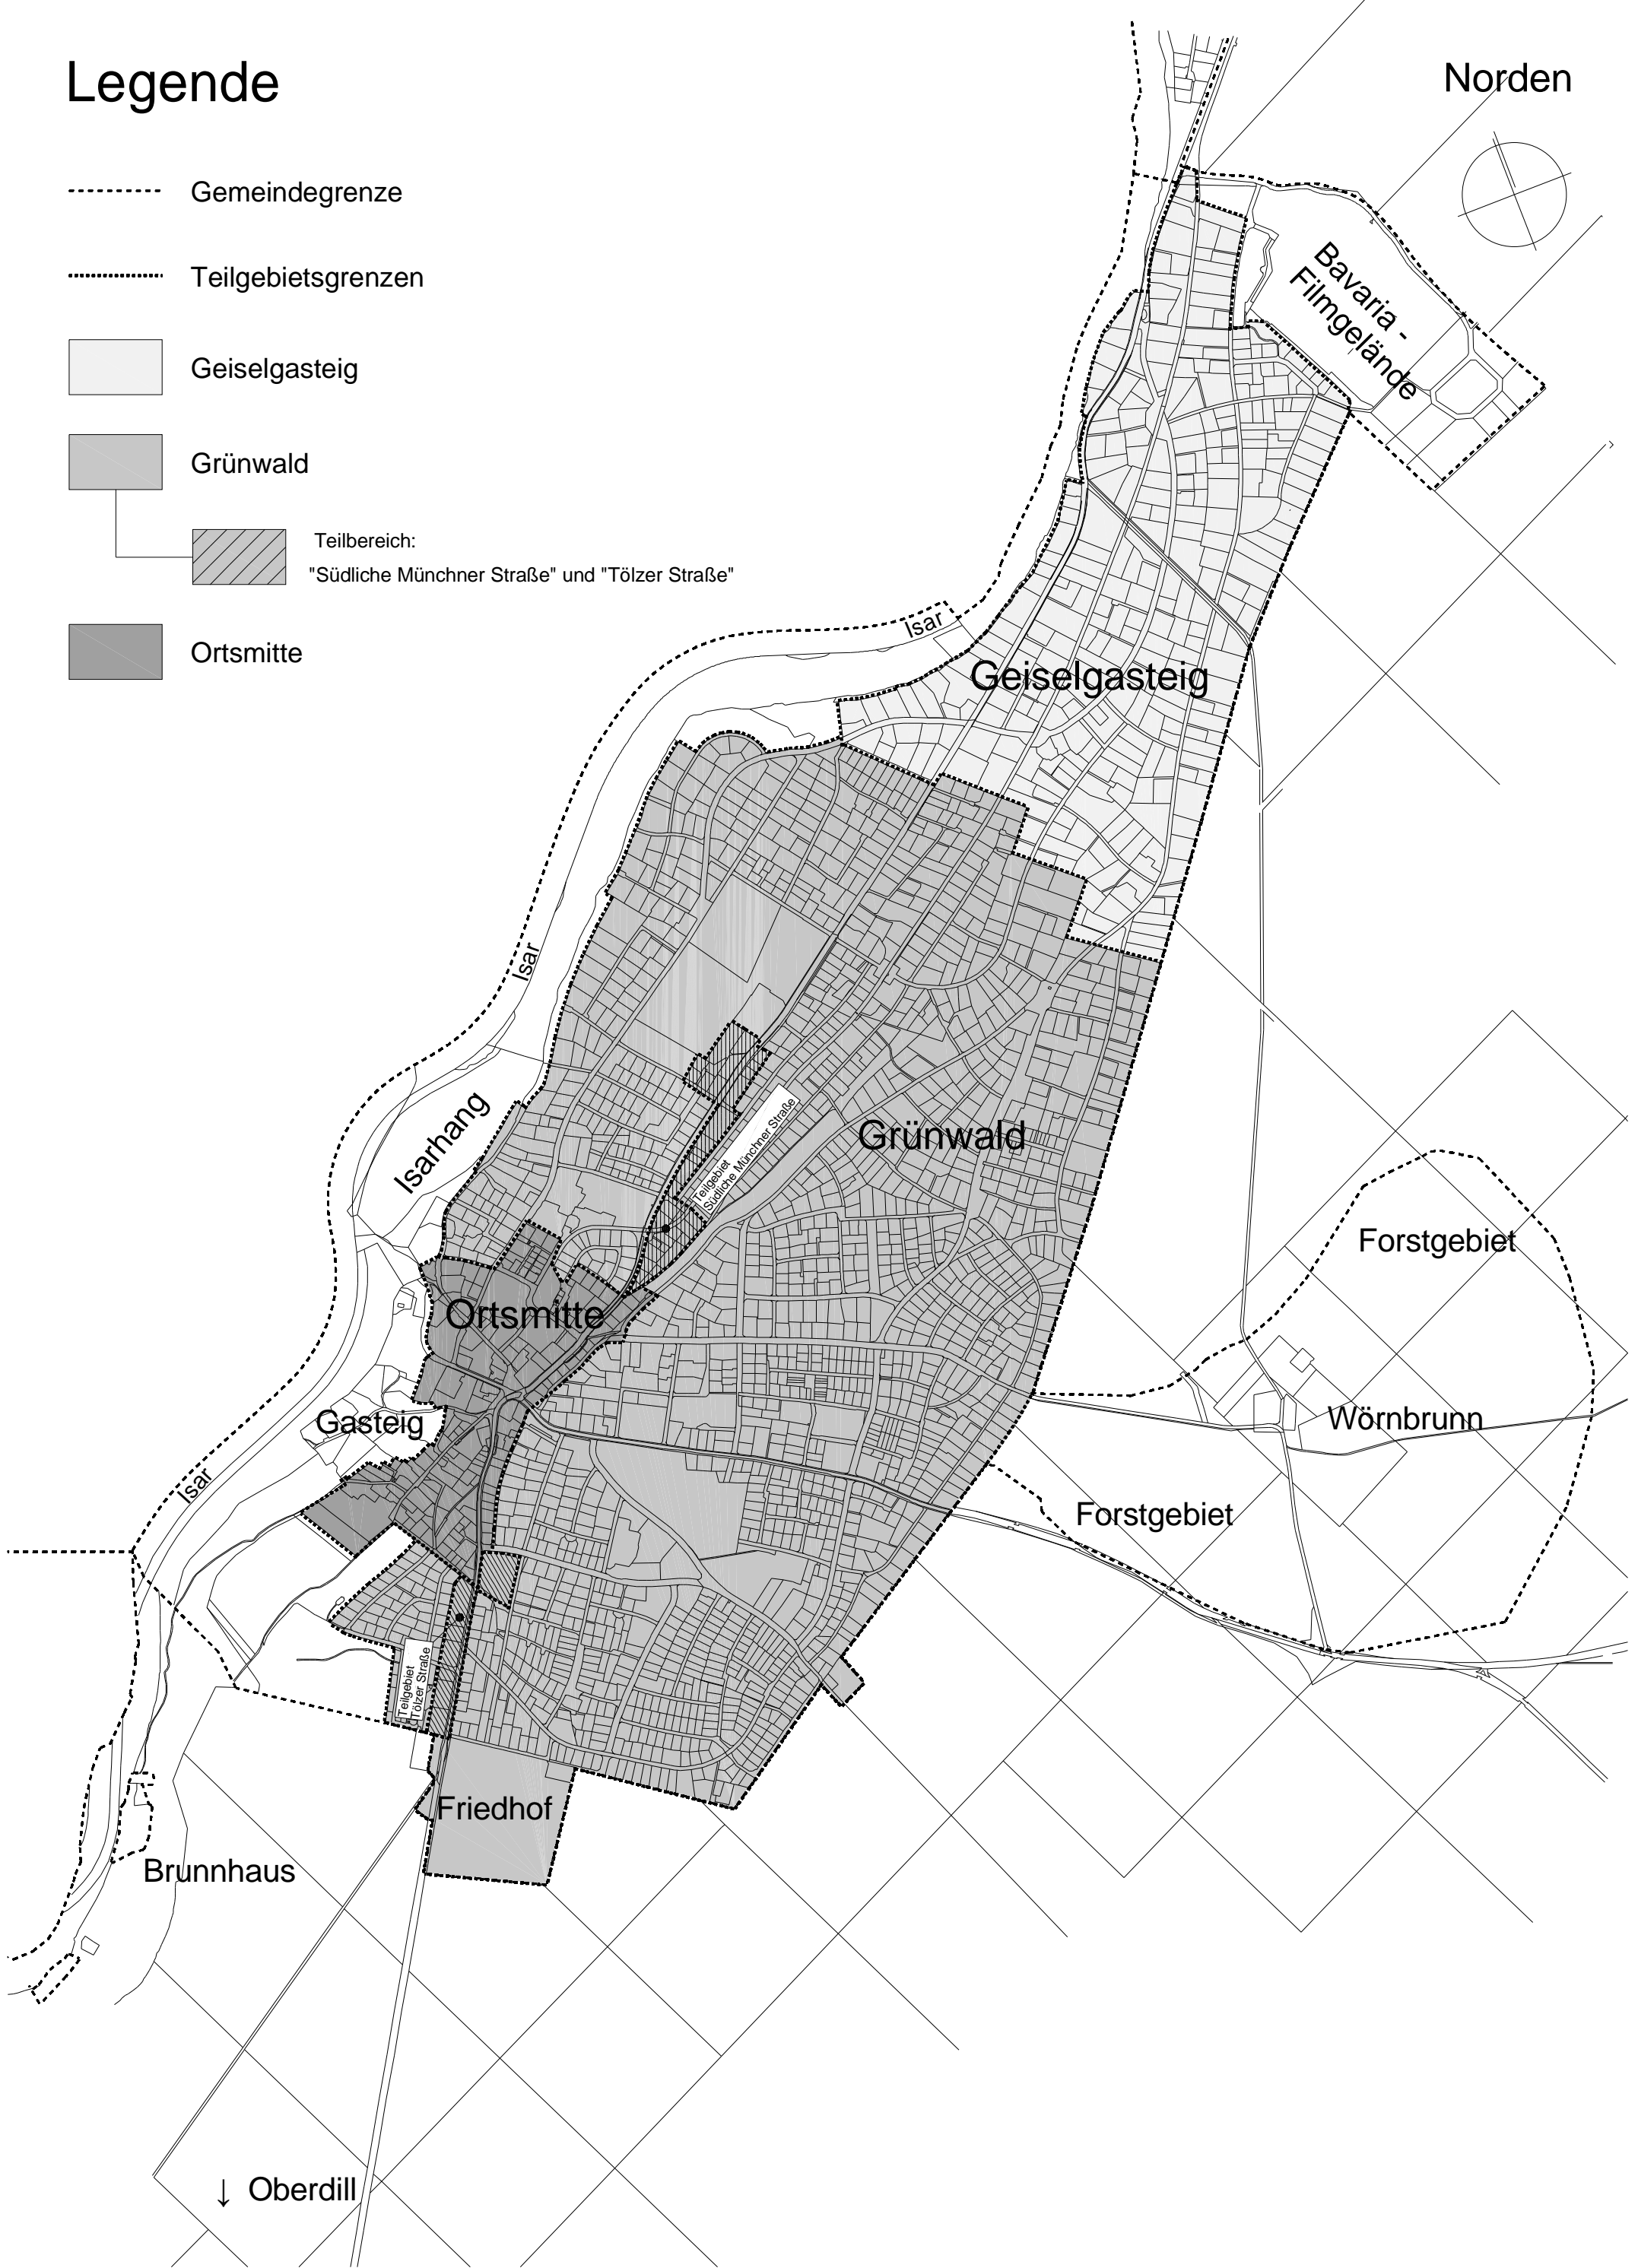 Legende
Norden
Gemeindegrenze
Teilgebietsgrenzen
Geiselgasteig
Grünwald
Teilbereich:
"Südliche Münchner Straße" und "Tölzer Straße"
Ortsmitte
Bavaria -
Filmgelände
Isar
Geiselgasteig
Isar
Isarhang
Teilgebiet
Südliche Münchner Straße
Grünwald
Forstgebiet
Ortsmitte
Gasteig
Wörnbrunn
Isar
Forstgebiet
Teilgebiet
Tölzer Straße
Friedhof
Brunnhaus
↓ Oberdill